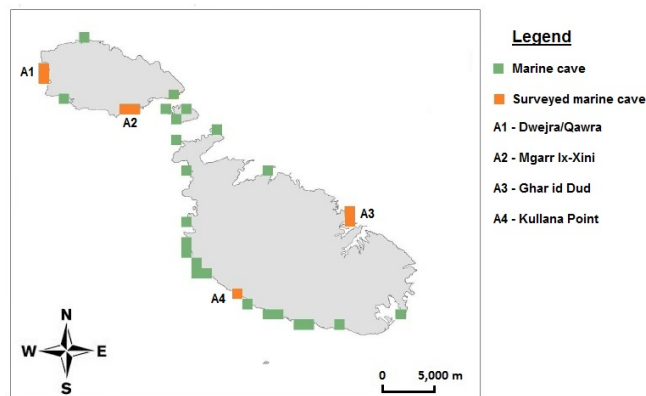 Legend
Marine cave
Surveyed marine cave
A1 - Dwejra/Qawra
A2 - Mgarr Ix-Xini
A3 - Ghar id Dud
A4 - Kullana Point
A1
A2
A3
A4
N
W E
S
0 5,000 m